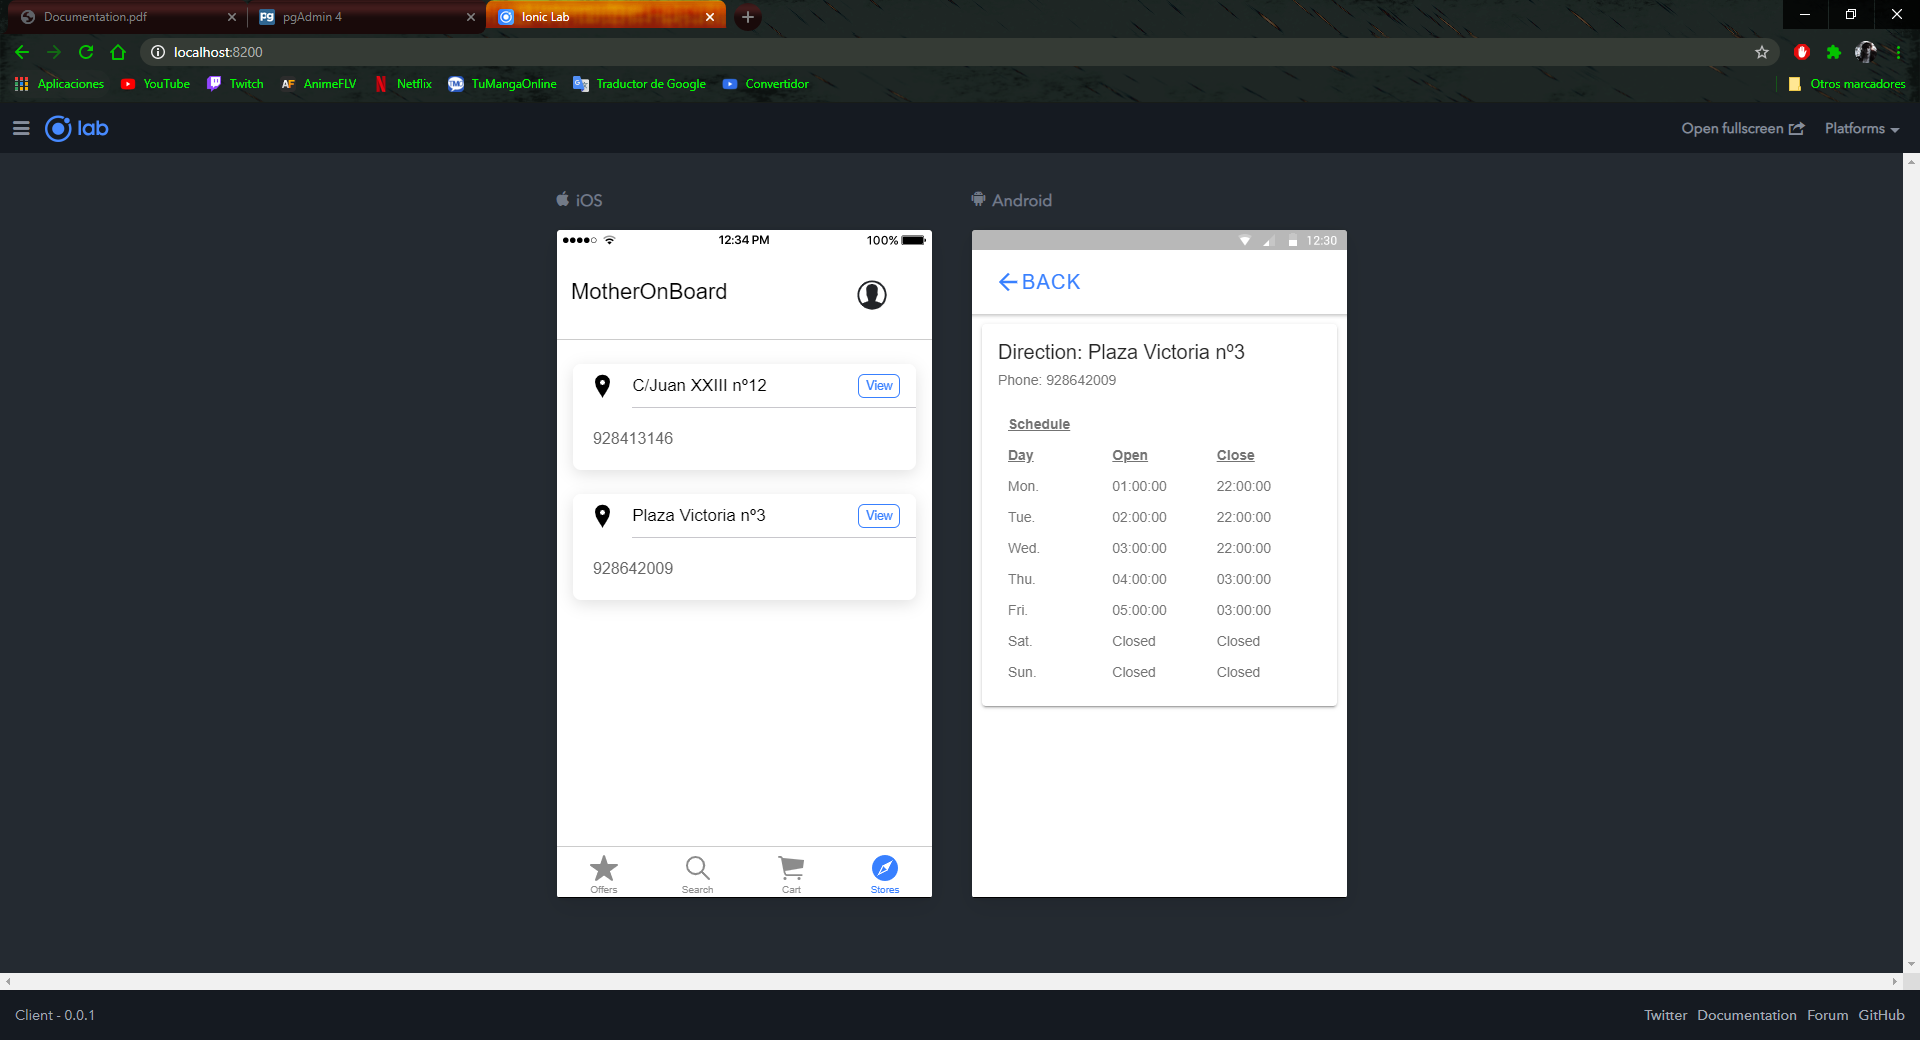 Documentation.pdf
pgAdmin 4
Ionic Lab
localhost:8200
Aplicaciones
YouTube
Twitch
AF AnimeFLV
Netflix
TuMangaOnline
Traductor de Google
Convertidor
Otros marcadores
lab
Open fullscreen
Platforms
iOS
Android
12:34 PM
100%
MotherOnBoard
C/Juan XXIII nº12
View
928413146
Plaza Victoria nº3
View
928642009
Offers
Search
Cart
Stores
12:30
BACK
Direction: Plaza Victoria nº3
Phone: 928642009
Schedule
Day Open Close
Mon. 01:00:00 22:00:00
Tue. 02:00:00 22:00:00
Wed. 03:00:00 22:00:00
Thu. 04:00:00 03:00:00
Fri. 05:00:00 03:00:00
Sat. Closed Closed
Sun. Closed Closed
Client - 0.0.1
Twitter Documentation Forum GitHub